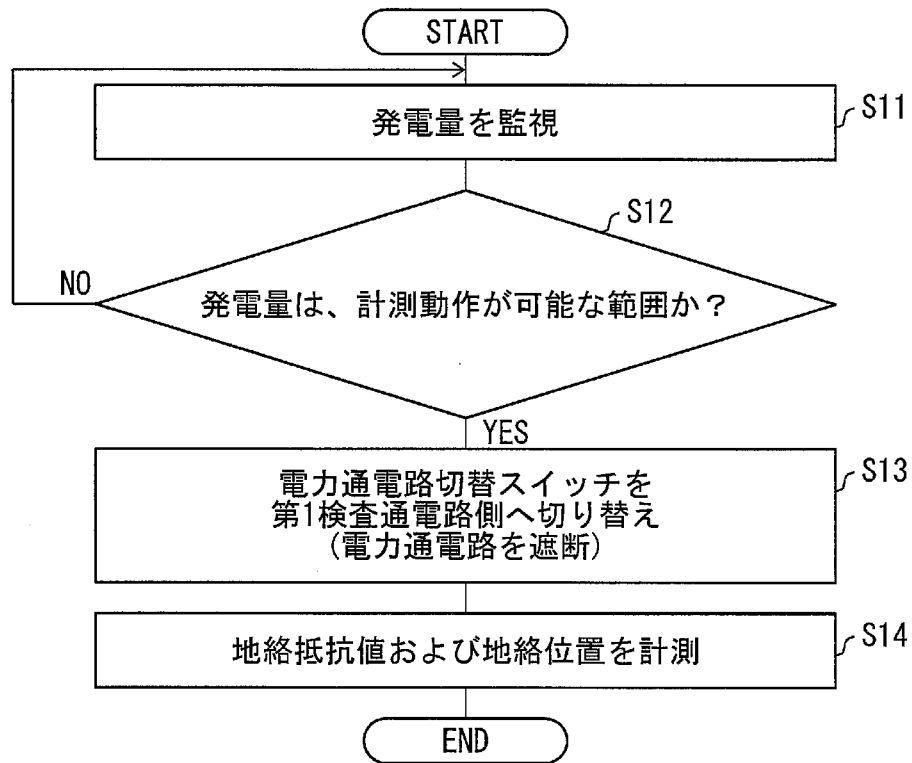 START
発電量を監視
S11
S12
発電量は、計測動作が可能な範囲か？
NO
YES
電力通電路切替スイッチを
第1検査通電路側へ切り替え
(電力通電路を遮断)
S13
地絡抵抗値および地絡位置を計測
S14
END